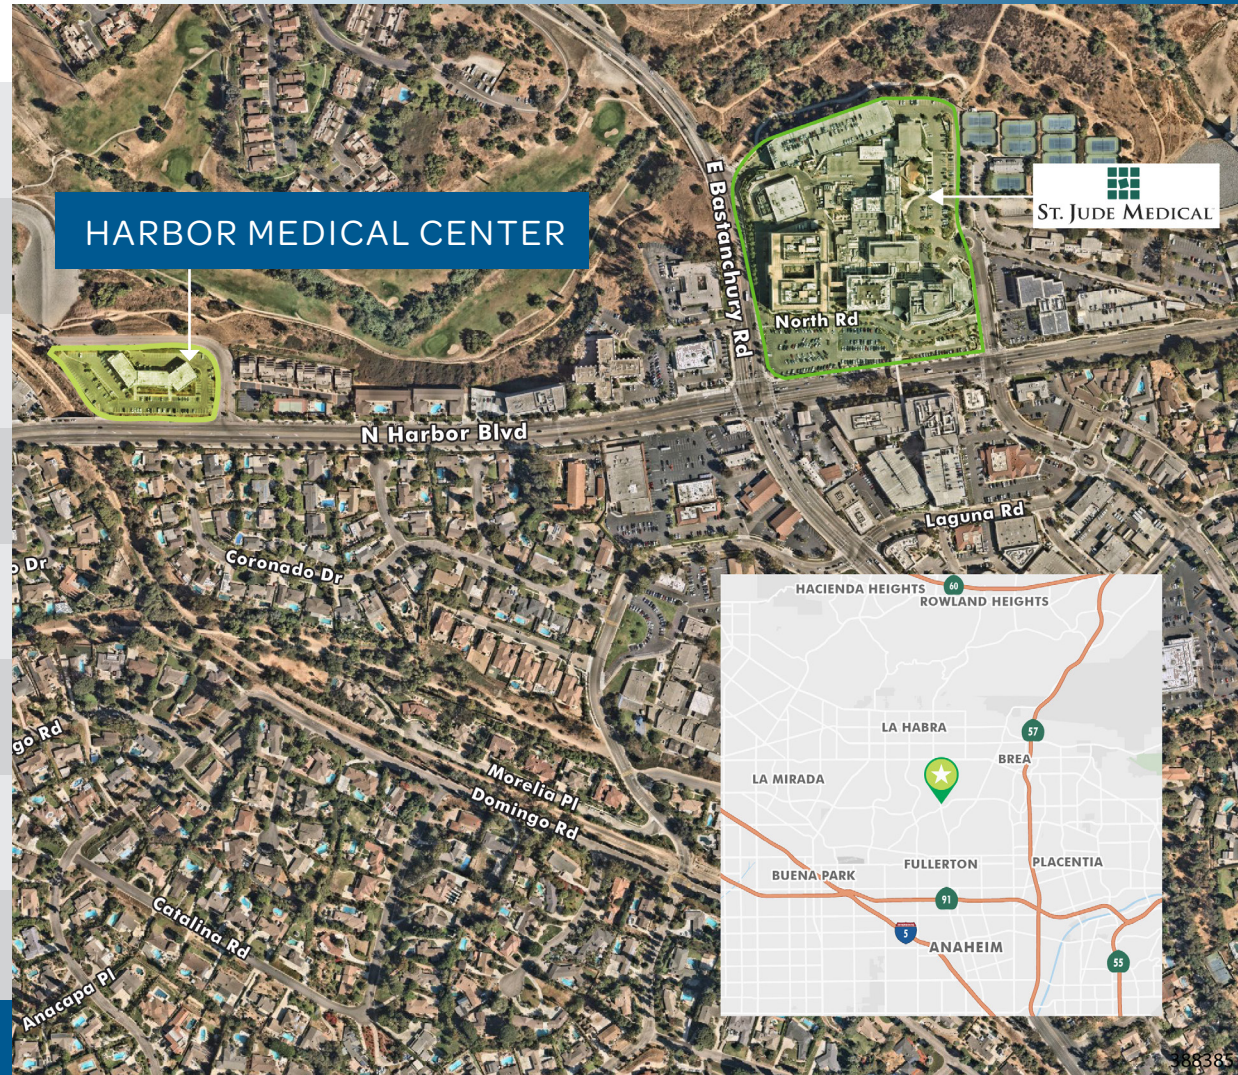 E Bastanchury Rd
ST. JUDE MEDICAL
HARBOR MEDICAL CENTER
North Rd
N Harbor Blvd
Laguna Rd
Coronado Dr
o Dr
HACIENDA HEIGHTS
60
ROWLAND HEIGHTS
LA HABRA
57
BREA
LA MIRADA
go Rd
Morelia Pl
Domingo Rd
FULLERTON
PLACENTIA
BUENA PARK
91
5
ANAHEIM
55
Catalina Rd
Anacapa Pl
388385